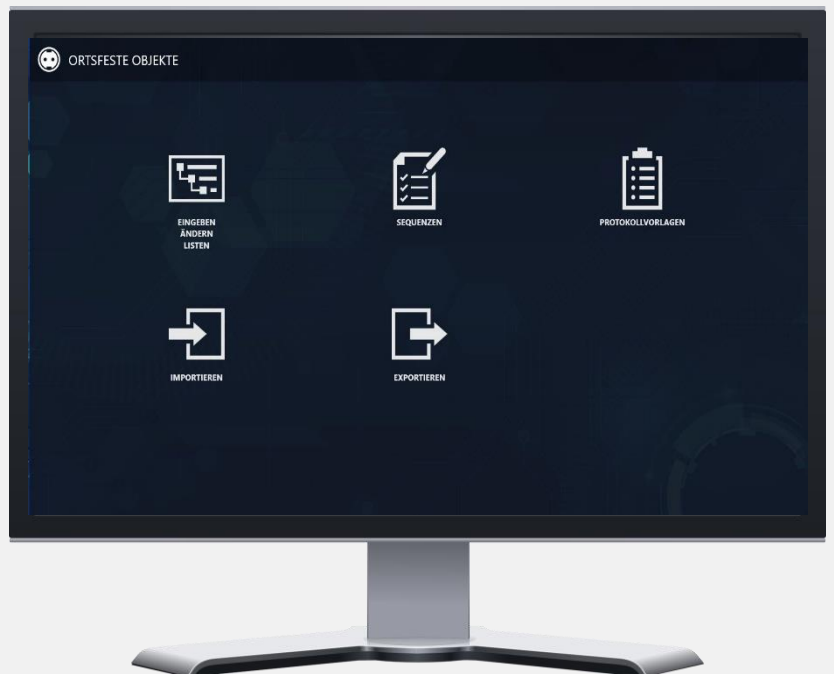 ORTSFESTE OBJEKTE
EINGEBEN
ÄNDERN
LISTEN
SEQUENZEN
PROTOKOLLVORLAGEN
IMPORTIEREN
EXPORTIEREN